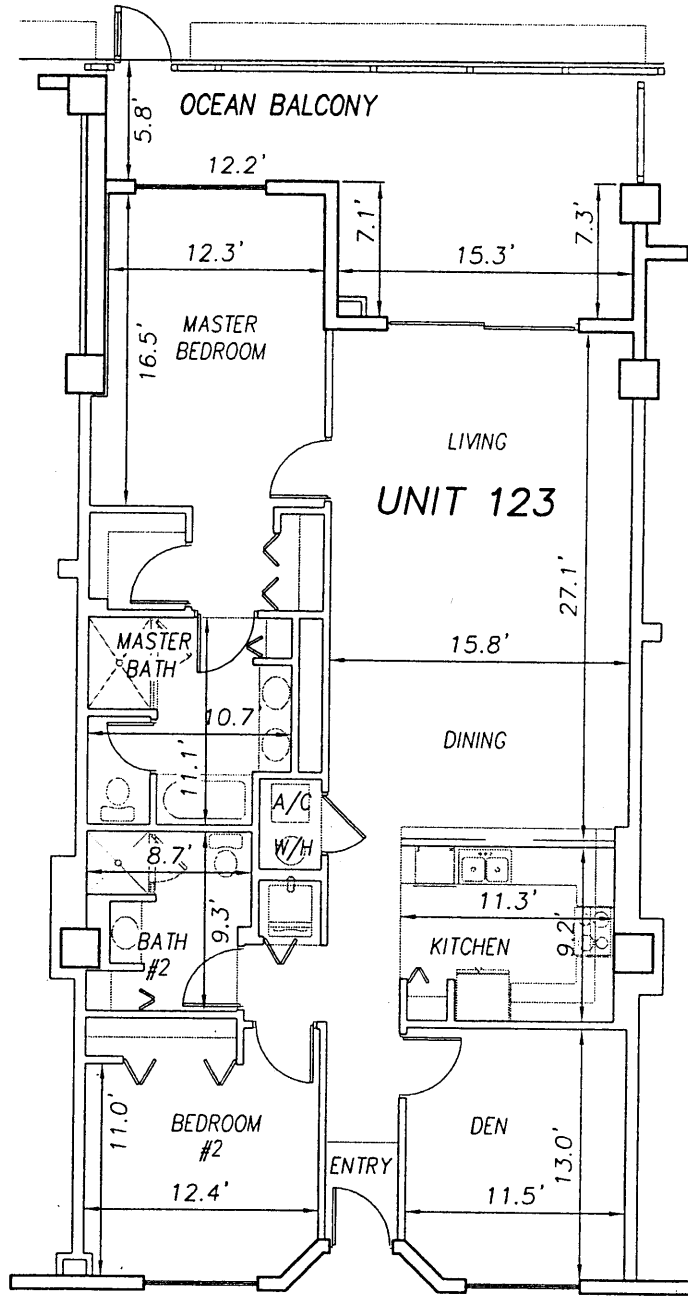 OCEAN BALCONY
5.8'
12.2'
7.1'
7.3'
12.3'
15.3'
MASTER
BEDROOM
16.5'
LIVING
UNIT 123
27.1'
MASTER
BATH
15.8'
10.7'
11.1'
DINING
A/C
W/H
8.7'
9.3'
11.3'
9.2'
BATH
#2
KITCHEN
11.0'
BEDROOM
#2
DEN
13.0'
ENTRY
12.4'
11.5'